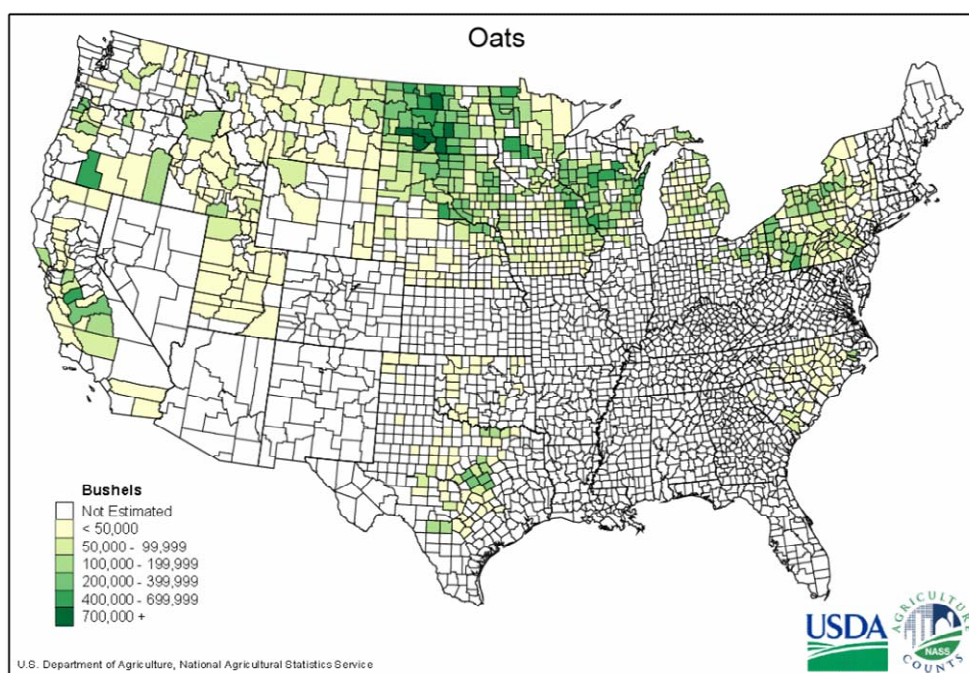 Oats
Bushels
Not Estimated
< 50,000
50,000 - 99,999
100,000 - 199,999
200,000 - 399,999
400,000 - 699,999
700,000 +
U.S. Department of Agriculture, National Agricultural Statistics Service
USDA
AGRICULTURE
NASS
COUNTS